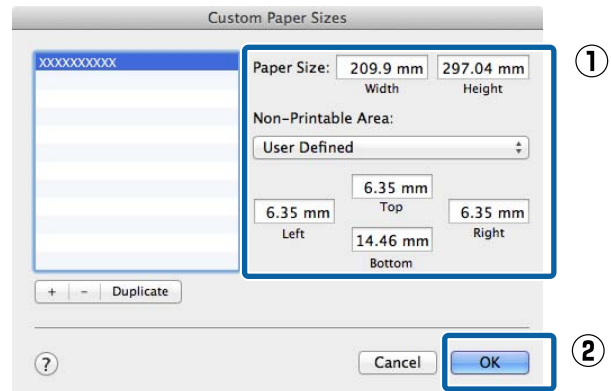 Custom Paper Sizes
XXXXXXXXXX
Paper Size: 209.9 mm 297.04 mm
Width Height
Non-Printable Area:
User Defined
6.35 mm
Top
6.35 mm 6.35 mm
Left Right
14.46 mm
Bottom
+ - Duplicate
? Cancel OK
1
2